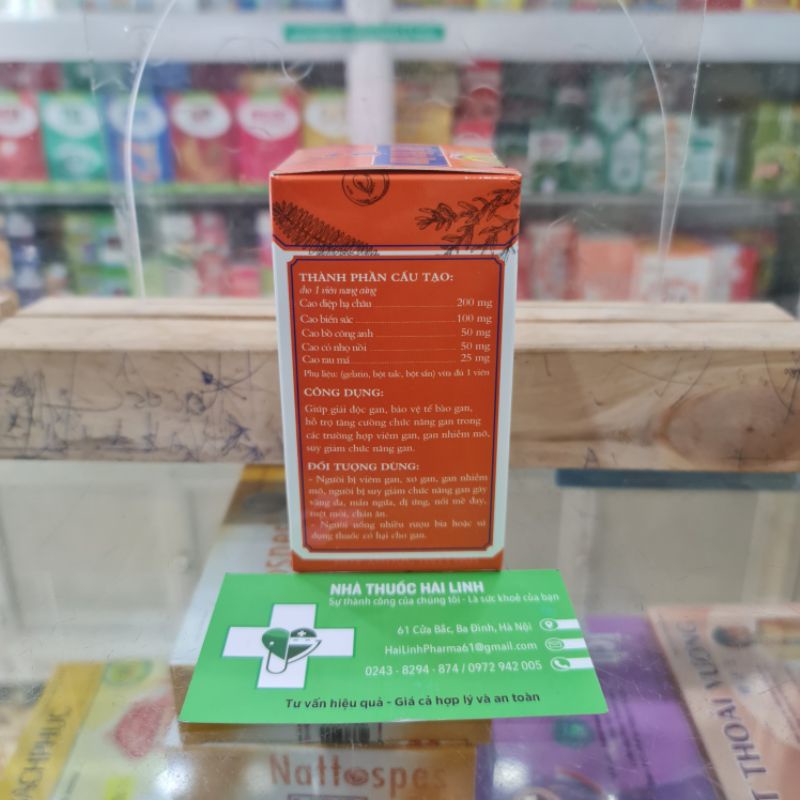 THÀNH PHẦN CẤU TẠO:
cho 1 viên nang cứng
Cao diệp hạ châu 200 mg
Cao biển súc 100 mg
Cao bồ công anh 50 mg
Cao cỏ nhọ nồi 50 mg
Cao rau má 25 mg
Phụ liệu: (gelatin, bột talc, bột sắn) vừa đủ 1 viên
CÔNG DỤNG:
Giúp giải độc gan, bảo vệ tế bào gan,
hỗ trợ tăng cường chức năng gan trong
các trường hợp viêm gan, gan nhiễm mỡ,
suy giảm chức năng gan.
ĐỐI TƯỢNG DÙNG:
- Người bị viêm gan, xơ gan, gan nhiễm
mỡ, người bị suy giảm chức năng gan gây
vàng da, mẩn ngứa, dị ứng, nổi mề đay,
mệt mỏi, chán ăn.
- Người uống nhiều rượu bia hoặc sử
dụng thuốc có hại cho gan.
NHÀ THUỐC HẢI LINH
Sự thành công của chúng tôi - Là sức khoẻ của bạn
61 Cửa Bắc, Ba Đình, Hà Nội
HaiLinhPharma61@gmail.com
0243 - 8294 - 874 / 0972 942 005
Tư vấn hiệu quả - Giá cả hợp lý và an toàn
Nattospes
BẠCH PHỤC
THOÁI VƯƠNG